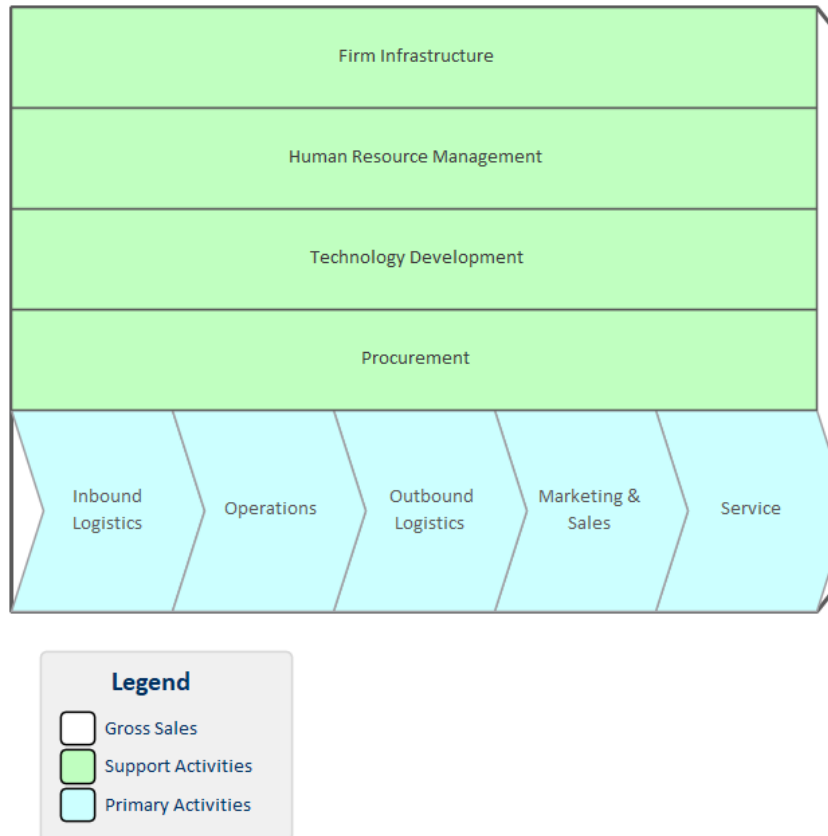 Firm Infrastructure
Human Resource Management
Technology Development
Procurement
Inbound
Logistics
Operations
Outbound
Logistics
Marketing &
Sales
Service
Legend
Gross Sales
Support Activities
Primary Activities